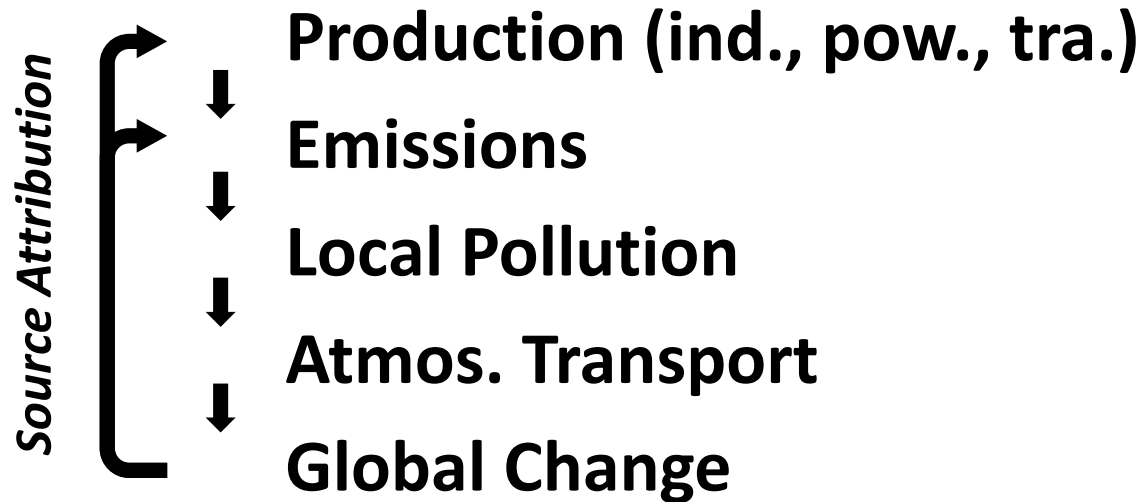 Source Attribution
Production (ind., pow., tra.)
Emissions
Local Pollution
Atmos. Transport
Global Change